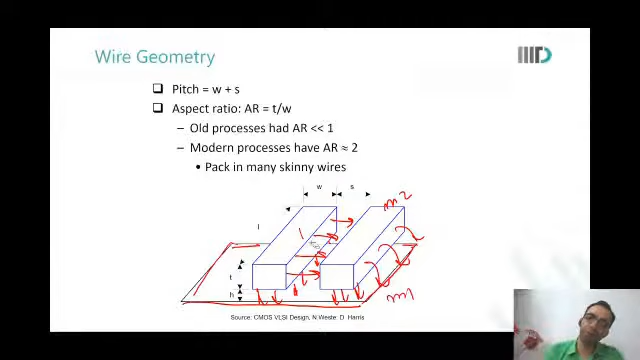 Wire Geometry
Pitch = w + s
Aspect ratio: AR = t/w
– Old processes had AR << 1
– Modern processes have AR ≈ 2
• Pack in many skinny wires
w
s
m2
l
1
t
h
m1
Source: CMOS VLSI Design, N.Weste. D Harris